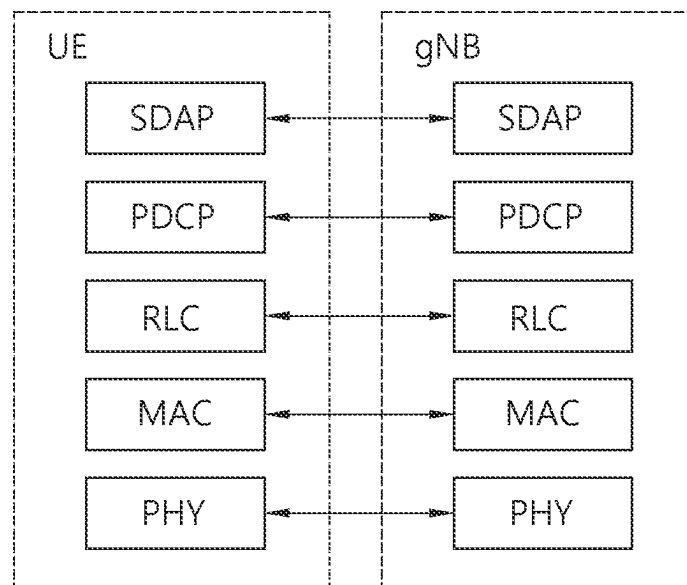 UE gNB
SDAP SDAP
PDCP PDCP
RLC RLC
MAC MAC
PHY PHY